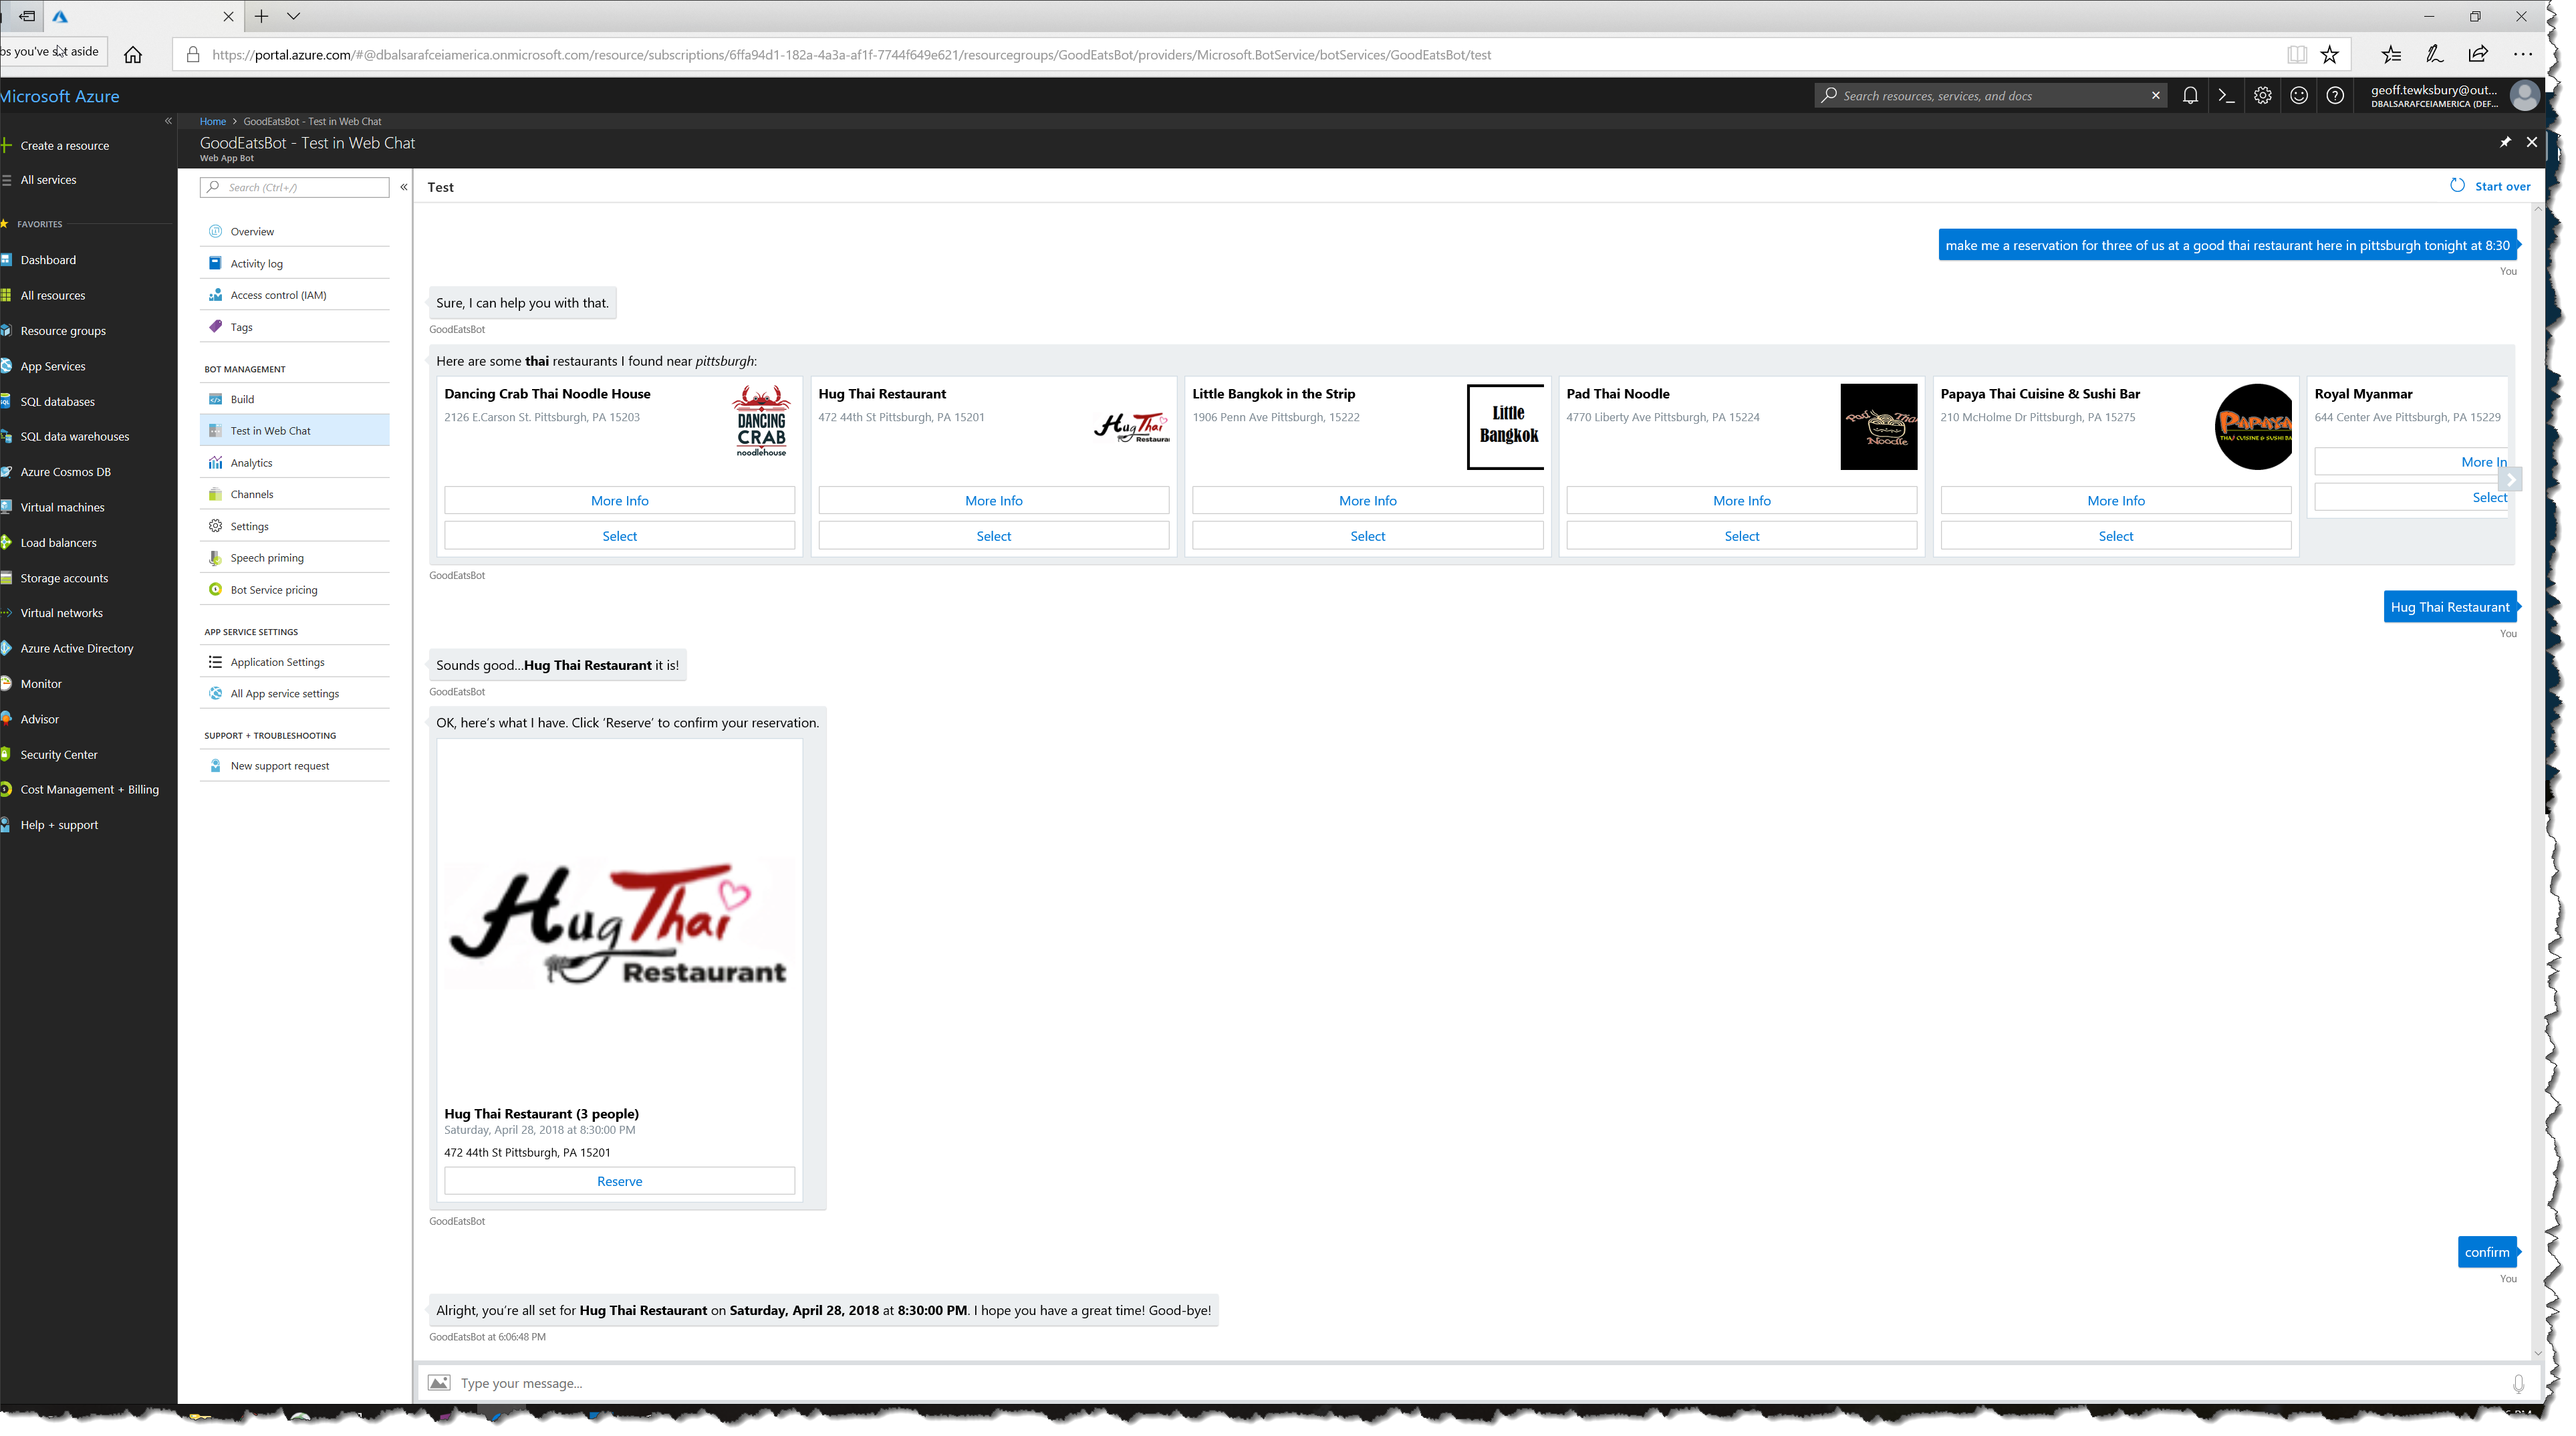 bs you've set aside
https://portal.azure.com/#@dbalsarafceiamerica.onmicrosoft.com/resource/subscriptions/6ffa94d1-182a-4a3a-af1f-7744f649e621/resourcegroups/GoodEatsBot/providers/Microsoft.BotService/botServices/GoodEatsBot/test
Microsoft Azure
Search resources, services, and docs
geoff.tewksbury@out...
DBALSARAFCEIAMERICA (DEF...
Home > GoodEatsBot - Test in Web Chat
GoodEatsBot - Test in Web Chat
Web App Bot
Create a resource
All services
FAVORITES
Dashboard
All resources
Resource groups
App Services
SQL databases
SQL data warehouses
Azure Cosmos DB
Virtual machines
Load balancers
Storage accounts
Virtual networks
Azure Active Directory
Monitor
Advisor
Security Center
Cost Management + Billing
Help + support
Search (Ctrl+/)
Overview
Activity log
Access control (IAM)
Tags
BOT MANAGEMENT
Build
Test in Web Chat
Analytics
Channels
Settings
Speech priming
Bot Service pricing
APP SERVICE SETTINGS
Application Settings
All App service settings
SUPPORT + TROUBLESHOOTING
New support request
Test
Start over
make me a reservation for three of us at a good thai restaurant here in pittsburgh tonight at 8:30
You
Sure, I can help you with that.
GoodEatsBot
Here are some thai restaurants I found near pittsburgh:
Dancing Crab Thai Noodle House
2126 E.Carson St. Pittsburgh, PA 15203
DANCING
CRAB
noodlehouse
More Info
Select
Hug Thai Restaurant
472 44th St Pittsburgh, PA 15201
Hug Thai
Restaura
More Info
Select
Little Bangkok in the Strip
1906 Penn Ave Pittsburgh, 15222
Little
Bangkok
More Info
Select
Pad Thai Noodle
4770 Liberty Ave Pittsburgh, PA 15224
Pad Tha
Noodle
More Info
Select
Papaya Thai Cuisine & Sushi Bar
210 McHolme Dr Pittsburgh, PA 15275
PAPAYA
THAI CUISINE & SUSHI BA
More Info
Select
Royal Myanmar
644 Center Ave Pittsburgh, PA 15229
More In
Select
GoodEatsBot
Hug Thai Restaurant
You
Sounds good...Hug Thai Restaurant it is!
GoodEatsBot
OK, here's what I have. Click 'Reserve' to confirm your reservation.
Hug Thai
Restaurant
Hug Thai Restaurant (3 people)
Saturday, April 28, 2018 at 8:30:00 PM
472 44th St Pittsburgh, PA 15201
Reserve
GoodEatsBot
confirm
You
Alright, you're all set for Hug Thai Restaurant on Saturday, April 28, 2018 at 8:30:00 PM. I hope you have a great time! Good-bye!
GoodEatsBot at 6:06:48 PM
Type your message...